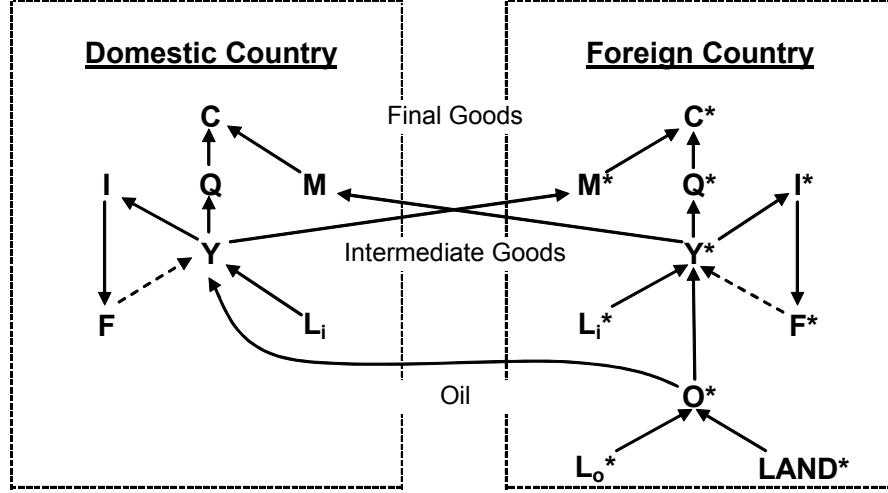 Domestic Country Foreign Country
C Final Goods C*
I Q M M* Q* I*
Y Intermediate Goods Y*
F Li Li* F*
Oil O*
Lo* LAND*